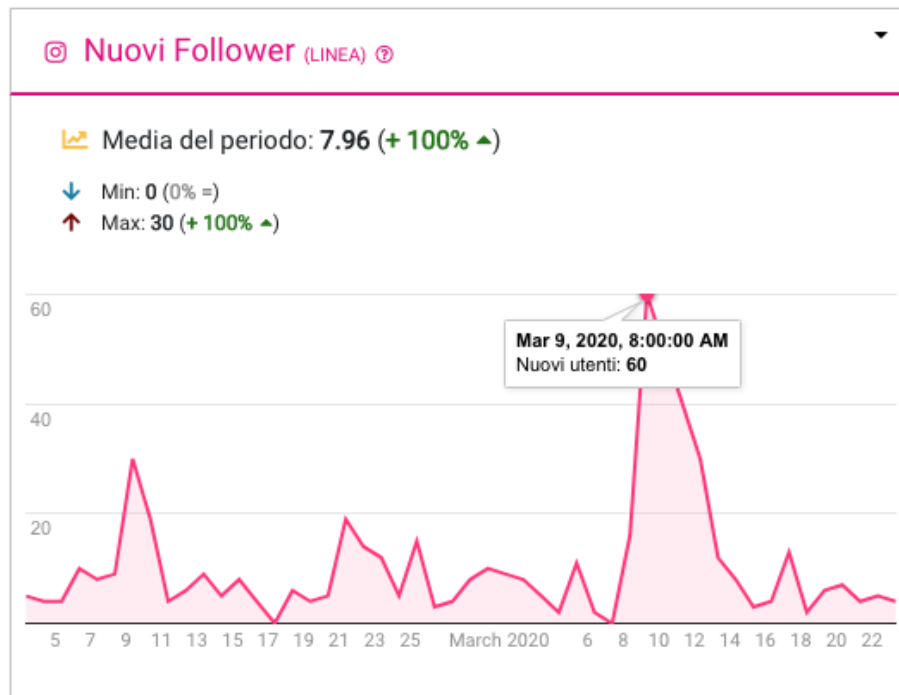 Nuovi Follower (LINEA) ?
Media del periodo: 7.96 (+ 100% ▲)
Min: 0 (0% =)
Max: 30 (+ 100% ▲)
60
Mar 9, 2020, 8:00:00 AM
Nuovi utenti: 60
40
20
5 7 9 11 13 15 17 19 21 23 25 March 2020 6 8 10 12 14 16 18 20 22